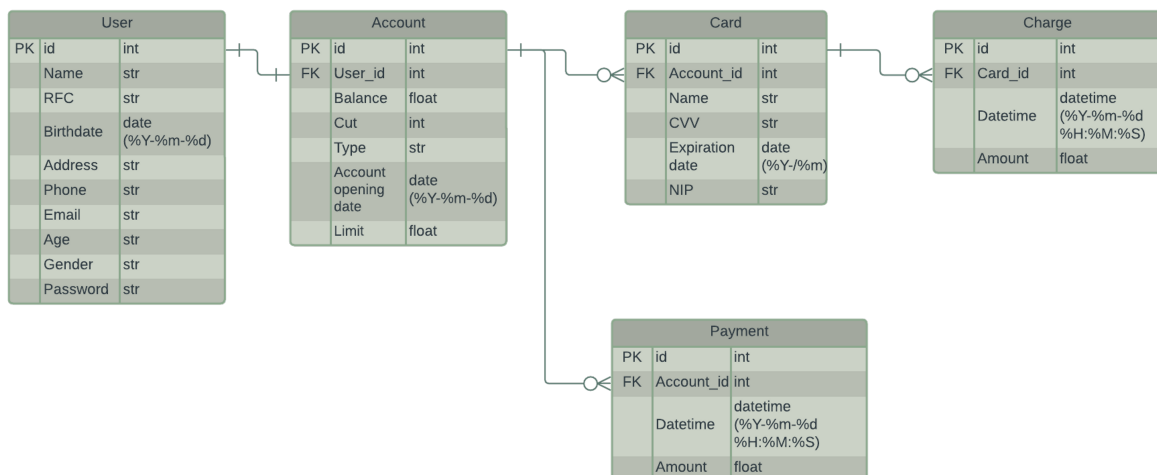 User
PK id int
Name str
RFC str
Birthdate date
(%Y-%m-%d)
Address str
Phone str
Email str
Age str
Gender str
Password str
Account
PK id int
FK User_id int
Balance float
Cut int
Type str
Account
opening
date
date
(%Y-%m-%d)
Limit float
Card
PK id int
FK Account_id int
Name str
CVV str
Expiration
date
date
(%Y-/%m)
NIP str
Charge
PK id int
FK Card_id int
Datetime
datetime
(%Y-%m-%d
%H:%M:%S)
Amount float
Payment
PK id int
FK Account_id int
Datetime
datetime
(%Y-%m-%d
%H:%M:%S)
Amount float